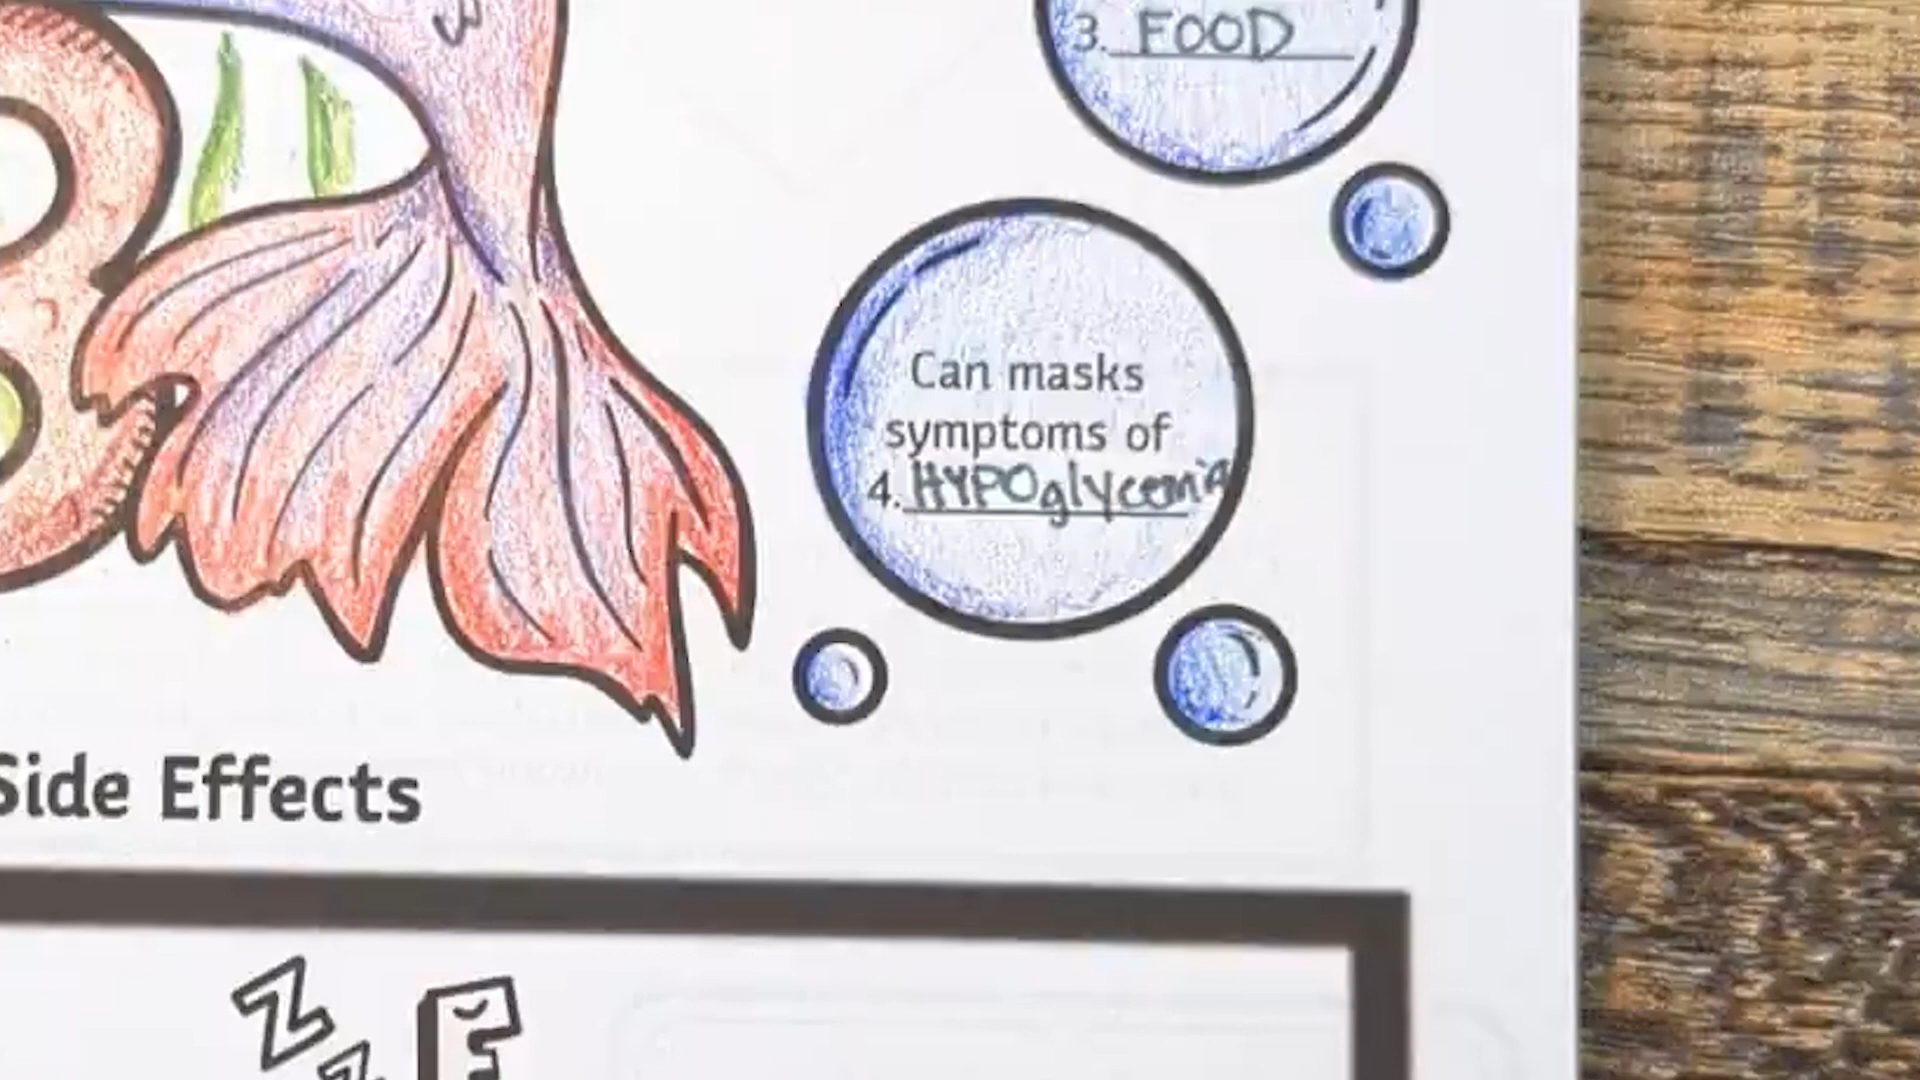 3. FOOD
Can masks
symptoms of
4. HYPOglycemia
Side Effects
Z
Z
F